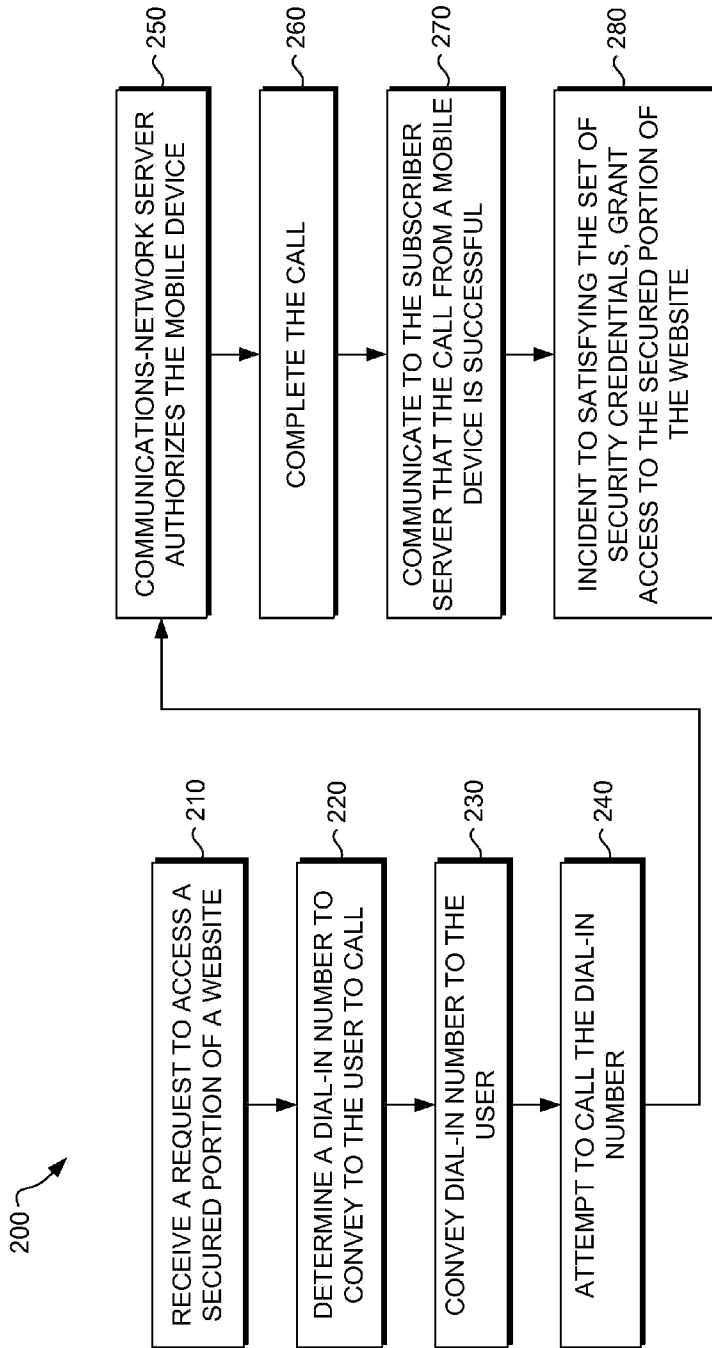 200
RECEIVE A REQUEST TO ACCESS A
SECURED PORTION OF A WEBSITE
210
DETERMINE A DIAL-IN NUMBER TO
CONVEY TO THE USER TO CALL
220
CONVEY DIAL-IN NUMBER TO THE
USER
230
ATTEMPT TO CALL THE DIAL-IN
NUMBER
240
COMMUNICATIONS-NETWORK SERVER
AUTHORIZES THE MOBILE DEVICE
250
COMPLETE THE CALL
260
COMMUNICATE TO THE SUBSCRIBER
SERVER THAT THE CALL FROM A MOBILE
DEVICE IS SUCCESSFUL
270
INCIDENT TO SATISFYING THE SET OF
SECURITY CREDENTIALS, GRANT
ACCESS TO THE SECURED PORTION OF
THE WEBSITE
280